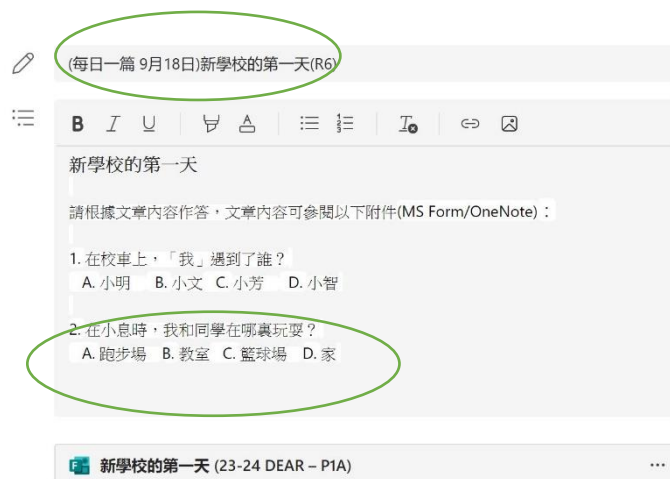 (每日一篇 9月18日)新學校的第一天(R6)
B I U A
新學校的第一天
請根據文章內容作答，文章內容可參閱以下附件(MS Form/OneNote)：
1. 在校車上，「我」遇到了誰？
A. 小明 B. 小文 C. 小芳 D. 小智
2. 在小息時，我和同學在哪裏玩耍？
A. 跑步場 B. 教室 C. 籃球場 D. 家
新學校的第一天 (23-24 DEAR – P1A)